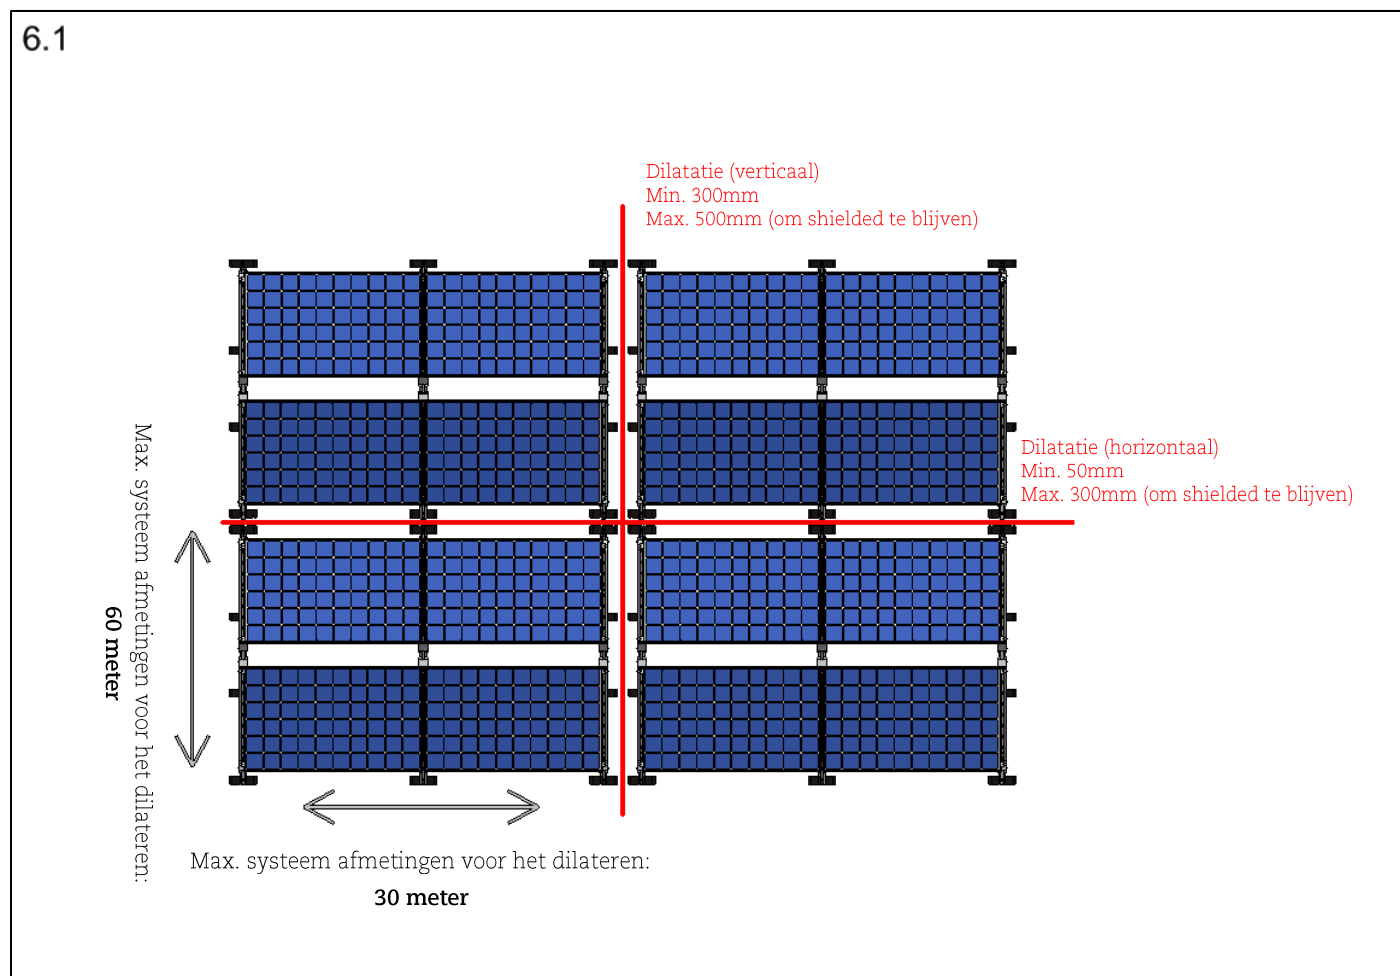 6.1
Dilatatie (verticaal)
Min. 300mm
Max. 500mm (om shielded te blijven)
Dilatatie (horizontaal)
Min. 50mm
Max. 300mm (om shielded te blijven)
Max. systeem afmetingen voor het dilateren:
60 meter
Max. systeem afmetingen voor het dilateren:
30 meter